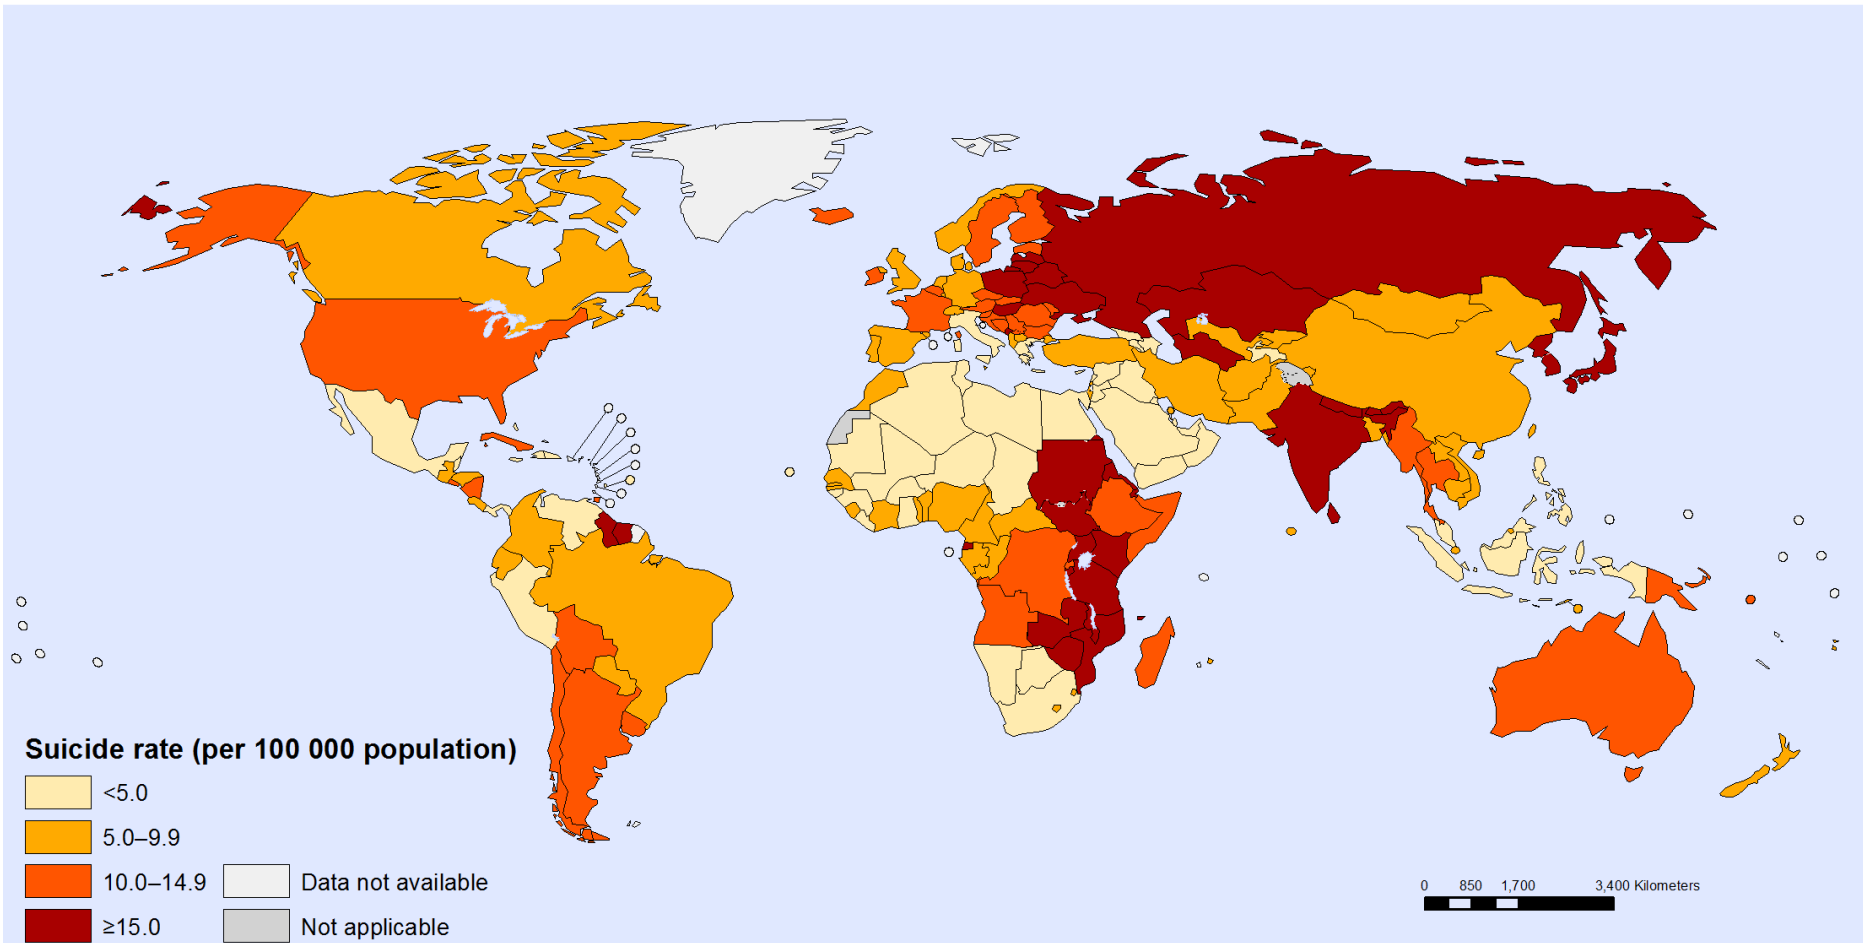 Suicide rate (per 100 000 population)
<5.0
5.0–9.9
10.0–14.9
≥15.0
Data not available
Not applicable
0 850 1,700 3,400 Kilometers